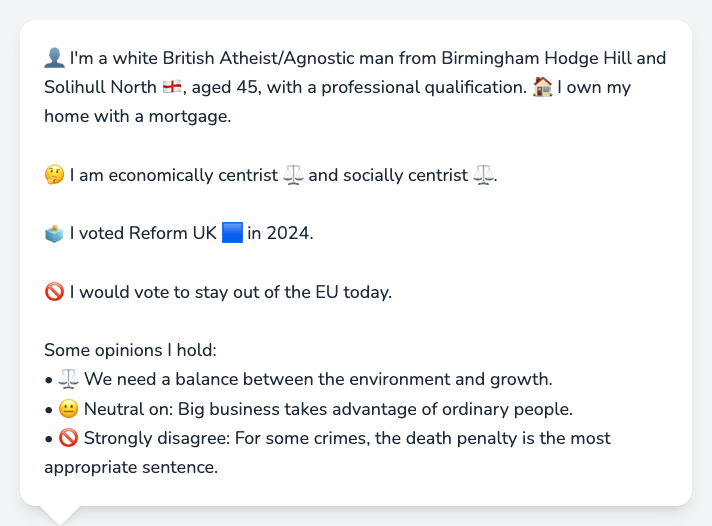 👤 I'm a white British Atheist/Agnostic man from Birmingham Hodge Hill and
Solihull North 🏴󠁧󠁢󠁥󠁮󠁧󠁿, aged 45, with a professional qualification. 🏠 I own my
home with a mortgage.
🤔 I am economically centrist ⚖️ and socially centrist ⚖️.
🗳️ I voted Reform UK 🟦 in 2024.
🚫 I would vote to stay out of the EU today.
Some opinions I hold:
• ⚖️ We need a balance between the environment and growth.
• 😐 Neutral on: Big business takes advantage of ordinary people.
• 🚫 Strongly disagree: For some crimes, the death penalty is the most
appropriate sentence.